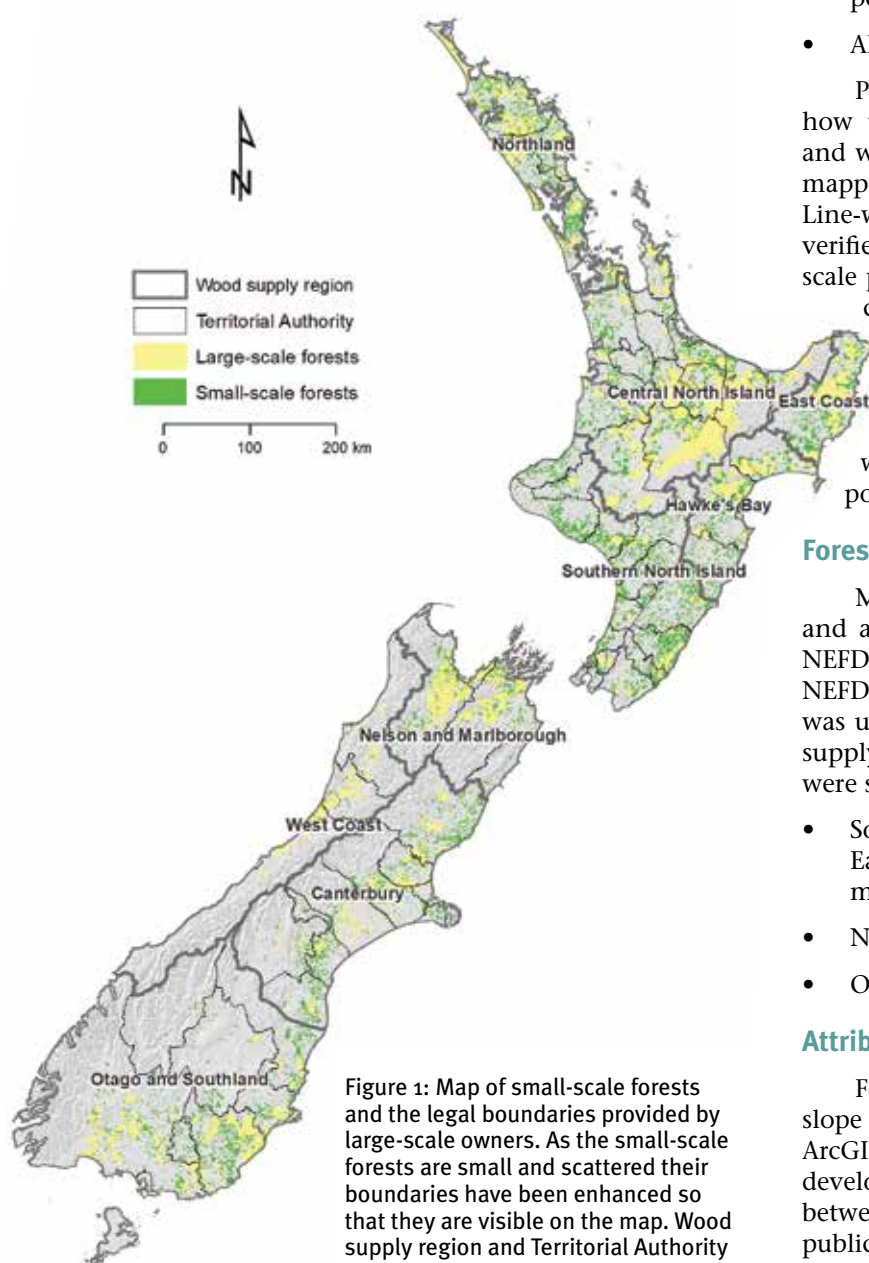 N
Wood supply region
Territorial Authority
Large-scale forests
Small-scale forests
0 100 200 km
Northland
Central North Island
East Coast
Hawke's Bay
Southern North Island
Nelson and Marlborough
West Coast
Canterbury
Otago and Southland
Figure 1: Map of small-scale forests
and the legal boundaries provided by
large-scale owners. As the small-scale
forests are small and scattered their
boundaries have been enhanced so
that they are visible on the map. Wood
supply region and Territorial Authority
how
and w
mapp
Line-w
verifie
scale p
c
w
po
Fores
M
and a
NEFD
NEFD
was u
supply
were s
• So
Ea
m
• N
• O
Attrib
F
slope
ArcGI
develo
betwe
public